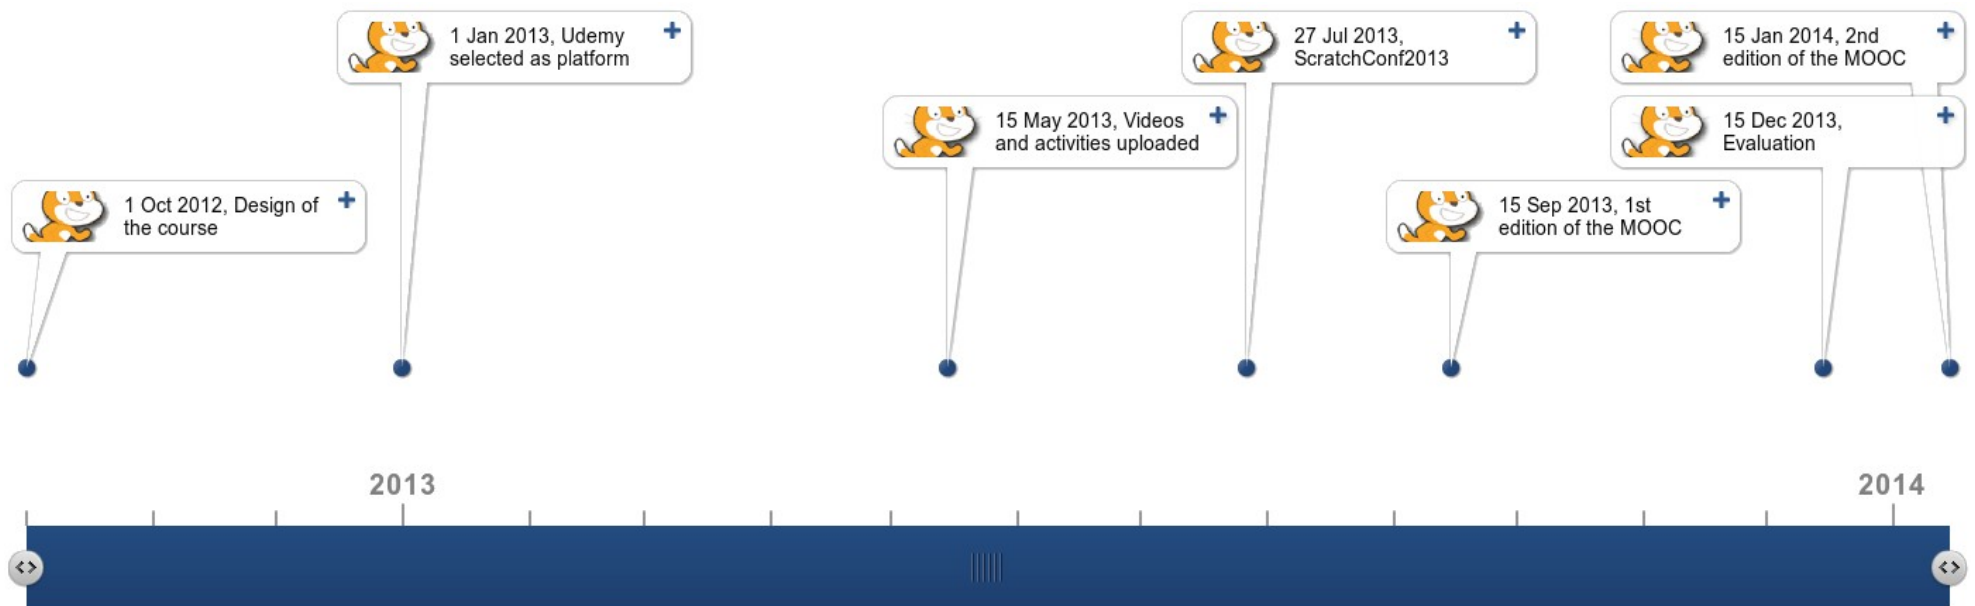 1 Oct 2012, Design of
the course
1 Jan 2013, Udemy
selected as platform
15 May 2013, Videos
and activities uploaded
27 Jul 2013,
ScratchConf2013
15 Sep 2013, 1st
edition of the MOOC
15 Dec 2013,
Evaluation
15 Jan 2014, 2nd
edition of the MOOC
2013
2014